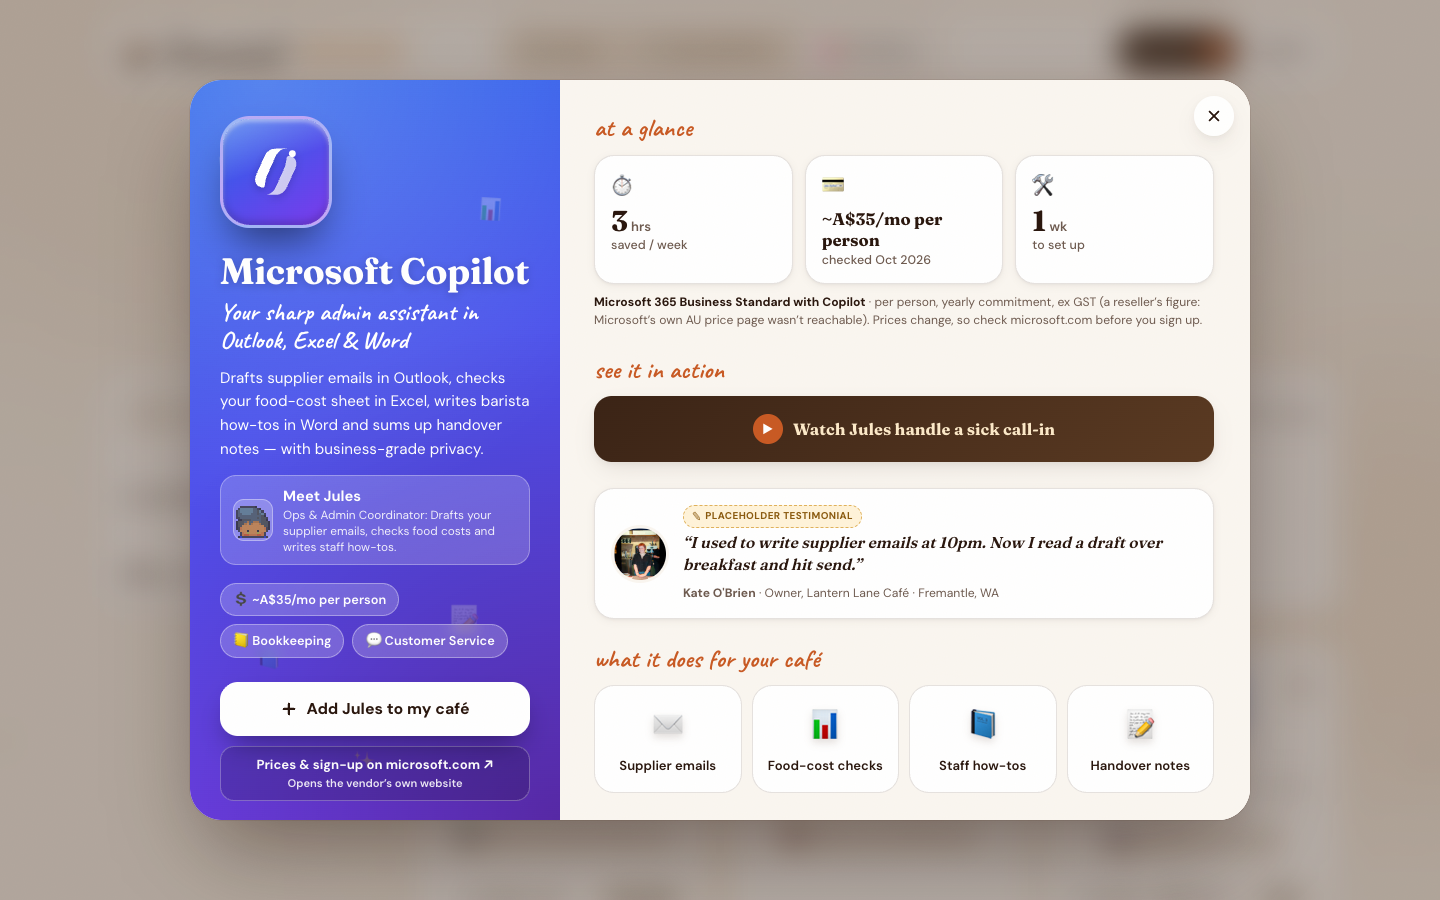 Microsoft Copilot
Your sharp admin assistant in
Outlook, Excel & Word
Drafts supplier emails in Outlook, checks
your food-cost sheet in Excel, writes barista
how-tos in Word and sums up handover
notes — with business-grade privacy.
Meet Jules
Ops & Admin Coordinator: Drafts your
supplier emails, checks food costs and
writes staff how-tos.
~A$35/mo per person
Bookkeeping
Customer Service
Add Jules to my café
Prices & sign-up on microsoft.com ↗
Opens the vendor's own website
at a glance
3 hrs
saved / week
~A$35/mo per
person
checked Oct 2026
1 wk
to set up
Microsoft 365 Business Standard with Copilot · per person, yearly commitment, ex GST (a reseller's figure:
Microsoft's own AU price page wasn't reachable). Prices change, so check microsoft.com before you sign up.
see it in action
Watch Jules handle a sick call-in
PLACEHOLDER TESTIMONIAL
“I used to write supplier emails at 10pm. Now I read a draft over
breakfast and hit send.”
Kate O'Brien · Owner, Lantern Lane Café · Fremantle, WA
what it does for your café
Supplier emails
Food-cost checks
Staff how-tos
Handover notes